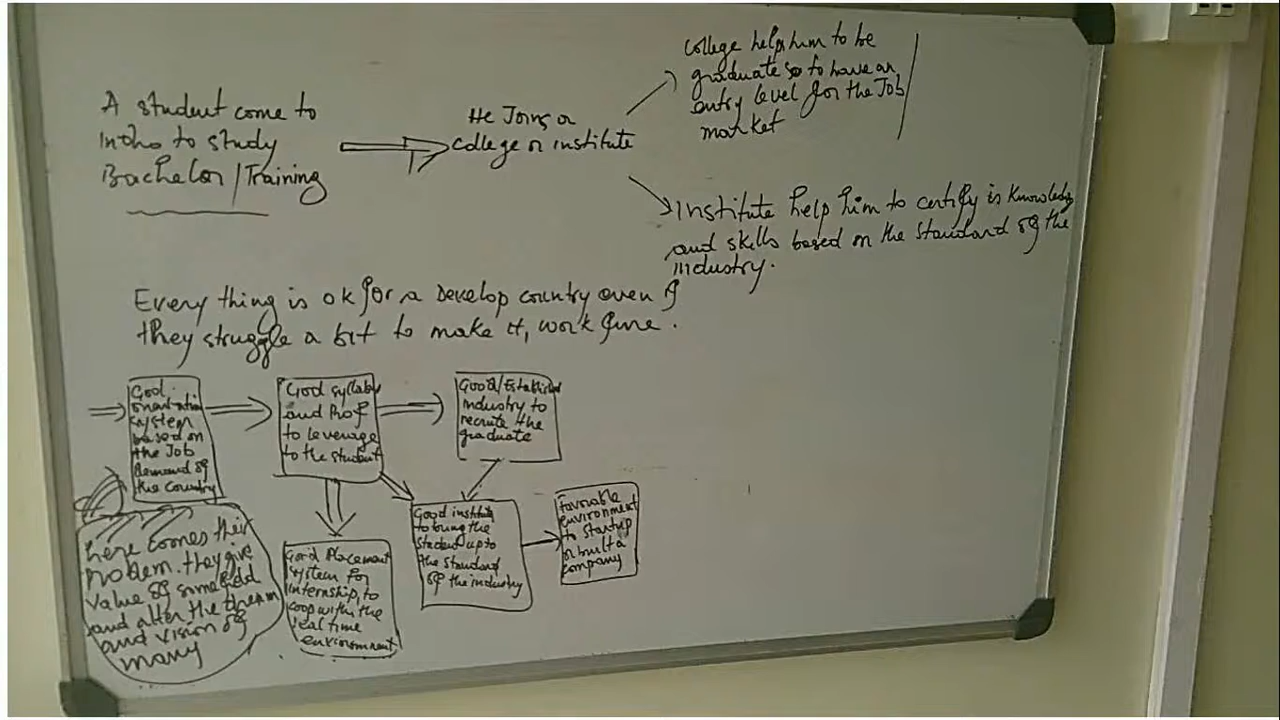 A student come to
Intho to study
Bachelor / Training
He Joins a
college or institute
college help him to be
graduate so to have an
entry level for the Job
market
Institute help him to certify is knowledg
and skills based on the standard of the
industry.
Every thing is ok for a Develop country even if
they struggle a bit to make it, work fine.
Good
orientation
system
based on
the Job
Demand of
the country
Good syllabu
and Prof
to leverage
to the student
Good/Established
industry to
recruite the
graduate
here comes their
problem. they give
value of some
and alter the dream
and vision of
many
Good Placement
system for
internship, to
coop with the
real time
environment
Good institute
to bring the
student up to
the standard
of the industry
Favorable
environment
to startup
or built a
company